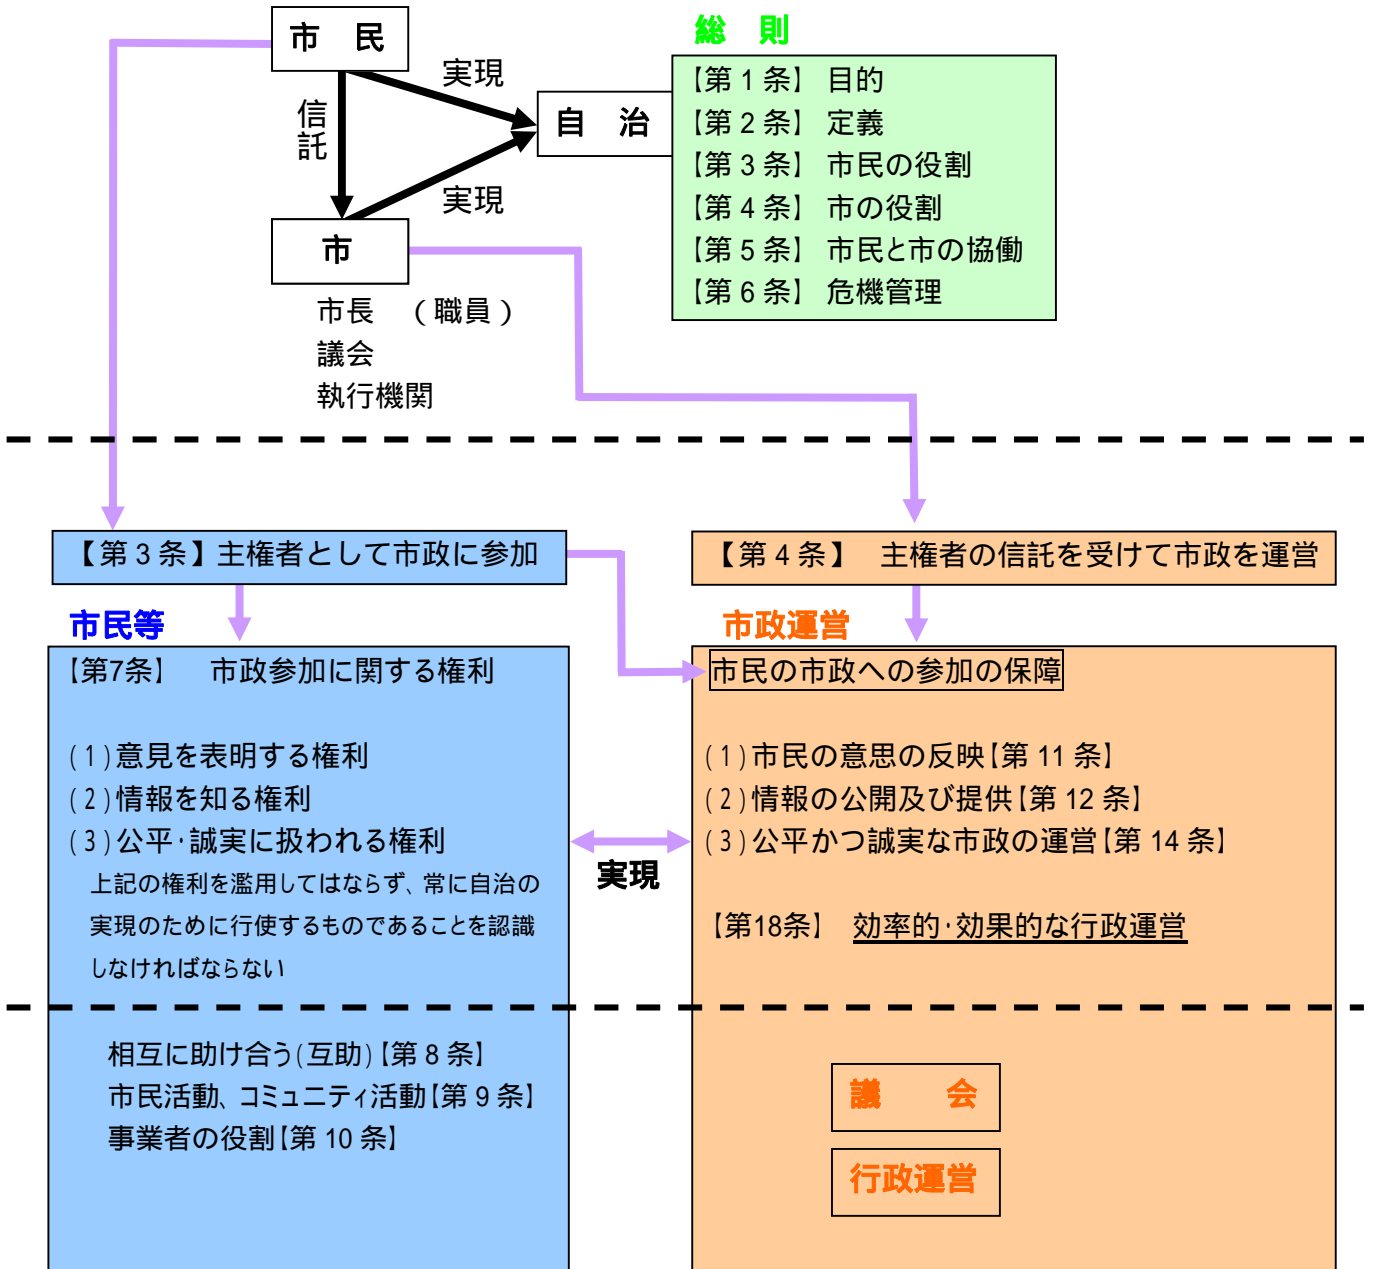 市　民
総　則
実現
信託
自　治
【第１条】 目的
【第２条】 定義
【第３条】 市民の役割
【第４条】 市の役割
【第５条】 市民と市の協働
【第６条】 危機管理
実現
市
市長　（職員）
議会
執行機関
【第３条】主権者として市政に参加
【第４条】　主権者の信託を受けて市政を運営
市民等
市政運営
【第7条】　市政参加に関する権利
(1)意見を表明する権利
(2)情報を知る権利
(3)公平・誠実に扱われる権利
上記の権利を濫用してはならず、常に自治の
実現のために行使するものであることを認識
しなければならない
実現
市民の市政への参加の保障
(1)市民の意思の反映【第 11 条】
(2)情報の公開及び提供【第 12 条】
(3)公平かつ誠実な市政の運営【第 14 条】
【第18条】　効率的・効果的な行政運営
相互に助け合う(互助)【第 8 条】
市民活動、コミュニティ活動【第 9 条】
事業者の役割【第 10 条】
議　会
行政運営